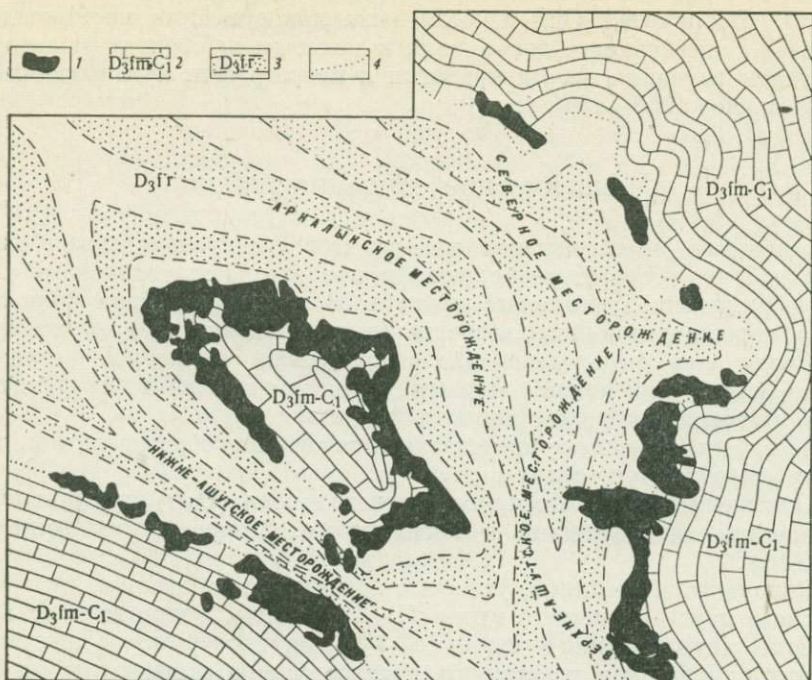 1 D₃fm-C₁ 2 D₃fr 3 4
D₃fr
D₃fm-C₁
СЕВЕРНОЕ МЕСТОРОЖДЕНИЕ
АРКАЛЫКСКОЕ МЕСТОРОЖДЕНИЕ
D₃fm-C₁
НИЖНЕ-АШУТСКОЕ МЕСТОРОЖДЕНИЕ
ВЕРХНЕ-АШУТСКОЕ МЕСТОРОЖДЕНИЕ
D₃fm-C₁
D₃fm-C₁